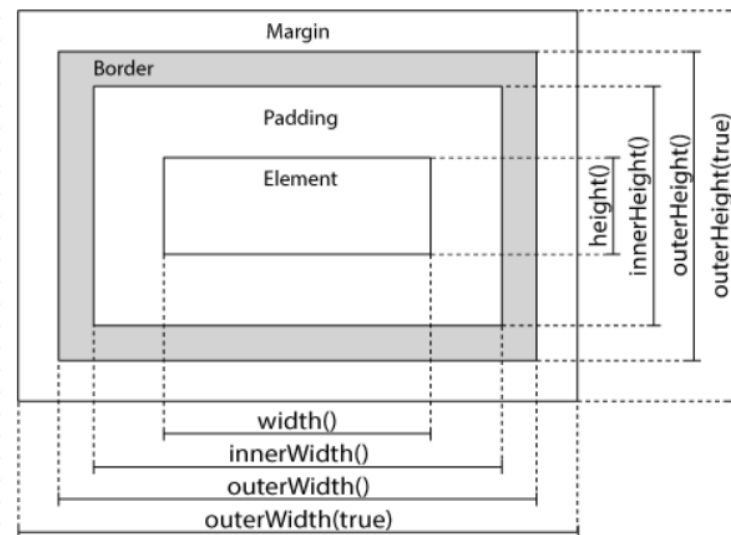 Margin
Border
Padding
Element
height()
innerHeight()
outerHeight()
outerHeight(true)
width()
innerWidth()
outerWidth()
outerWidth(true)